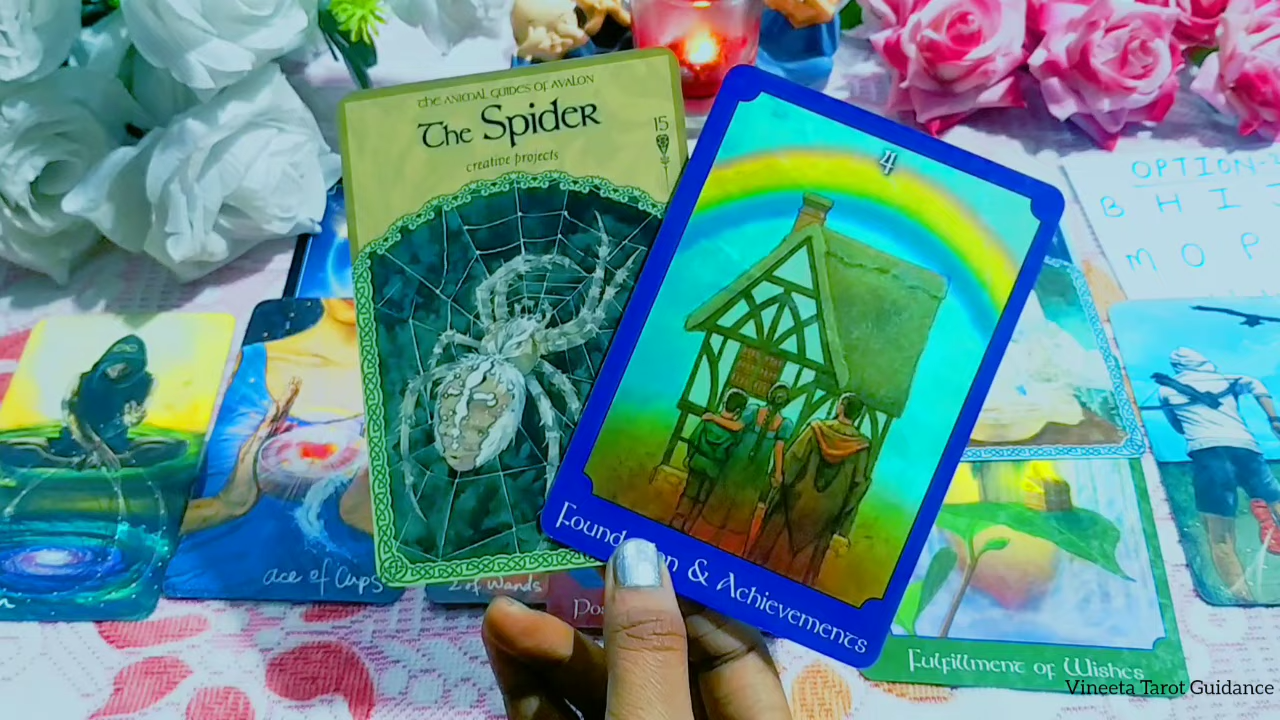 the ANIMAL GUIDES OF AVALON
The Spider
creative projects
15
4
Foundation & Achievements
OPTION-
B H I J
M O P
ace of Cups
2 of Wands
Fulfillment of Wishes
Vineeta Tarot Guidance